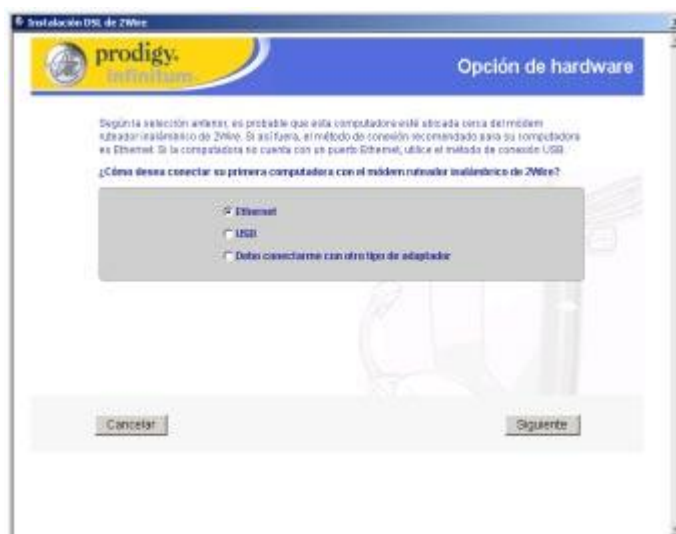 Instalación DSL de 2Wire
prodigy.
infinitum.
Opción de hardware
Según la selección anterior, es probable que esta computadora esté ubicada cerca del módem
ruteador inalámbrico de 2Wire. Si así fuera, el método de conexión recomendado para su computadora
es Ethernet. Si la computadora no cuenta con un puerto Ethernet, utilice el método de conexión USB.
¿Cómo desea conectar su primera computadora con el módem ruteador inalámbrico de 2Wire?
Ethernet
USB
Debo conectarme con otro tipo de adaptador
Cancelar
Siguiente